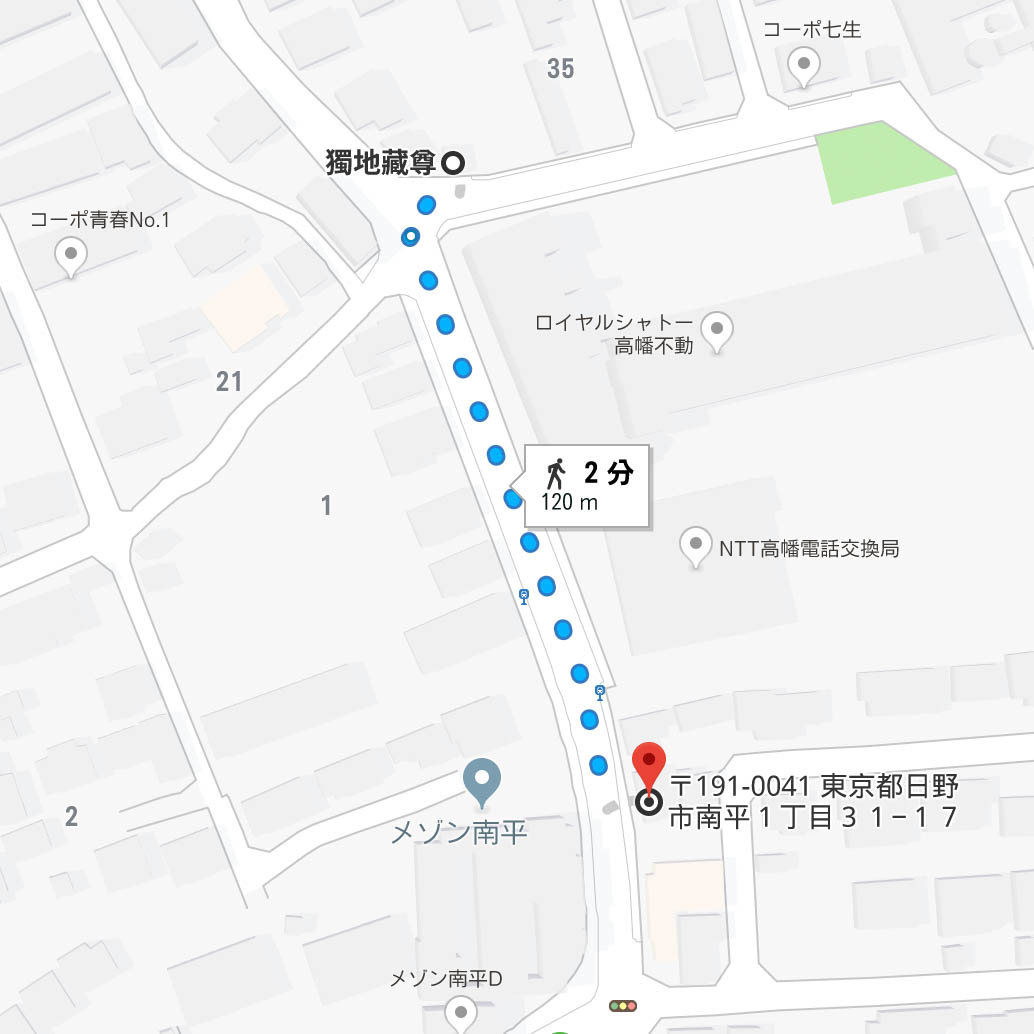 コーポ七生
35
獨地藏尊
コーポ青春No.1
ロイヤルシャトー
高幡不動
21
2 分
120 m
1
NTT高幡電話交換局
〒191-0041 東京都日野
市南平１丁目３１−１７
2
メゾン南平
メゾン南平D